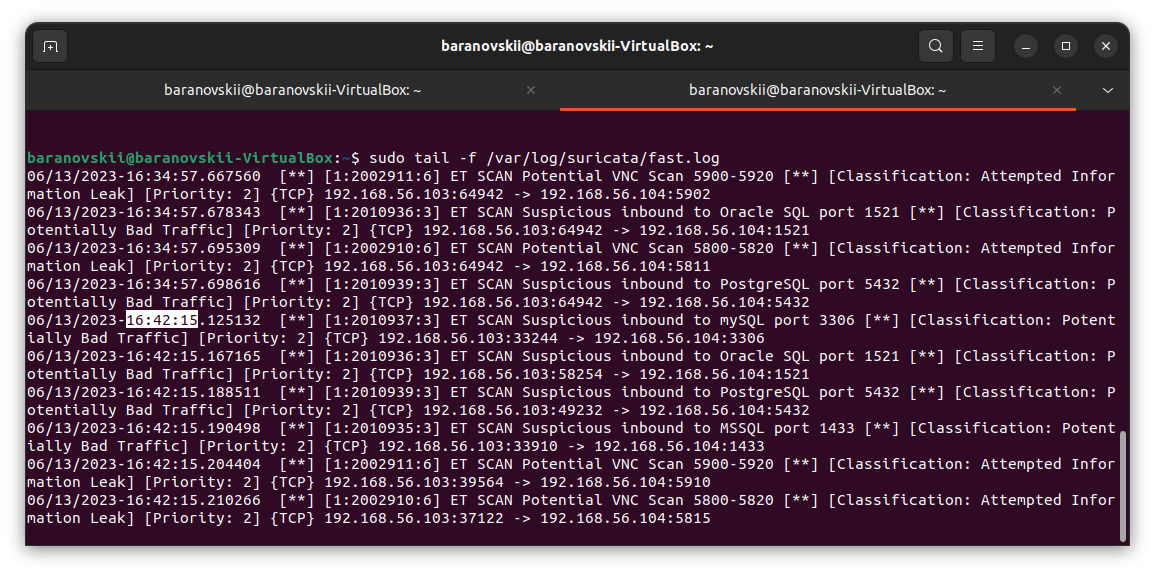 baranovskii@baranovskii-VirtualBox: ~
baranovskii@baranovskii-VirtualBox: ~
baranovskii@baranovskii-VirtualBox: ~
baranovskii@baranovskii-VirtualBox:~$ sudo tail -f /var/log/suricata/fast.log
06/13/2023-16:34:57.667560  [**] [1:2002911:6] ET SCAN Potential VNC Scan 5900-5920 [**] [Classification: Attempted Infor
mation Leak] [Priority: 2] {TCP} 192.168.56.103:64942 -> 192.168.56.104:5902
06/13/2023-16:34:57.678343  [**] [1:2010936:3] ET SCAN Suspicious inbound to Oracle SQL port 1521 [**] [Classification: P
otentially Bad Traffic] [Priority: 2] {TCP} 192.168.56.103:64942 -> 192.168.56.104:1521
06/13/2023-16:34:57.695309  [**] [1:2002910:6] ET SCAN Potential VNC Scan 5800-5820 [**] [Classification: Attempted Infor
mation Leak] [Priority: 2] {TCP} 192.168.56.103:64942 -> 192.168.56.104:5811
06/13/2023-16:34:57.698616  [**] [1:2010939:3] ET SCAN Suspicious inbound to PostgreSQL port 5432 [**] [Classification: P
otentially Bad Traffic] [Priority: 2] {TCP} 192.168.56.103:64942 -> 192.168.56.104:5432
06/13/2023-16:42:15.125132  [**] [1:2010937:3] ET SCAN Suspicious inbound to mySQL port 3306 [**] [Classification: Potent
ially Bad Traffic] [Priority: 2] {TCP} 192.168.56.103:33244 -> 192.168.56.104:3306
06/13/2023-16:42:15.167165  [**] [1:2010936:3] ET SCAN Suspicious inbound to Oracle SQL port 1521 [**] [Classification: P
otentially Bad Traffic] [Priority: 2] {TCP} 192.168.56.103:58254 -> 192.168.56.104:1521
06/13/2023-16:42:15.188511  [**] [1:2010939:3] ET SCAN Suspicious inbound to PostgreSQL port 5432 [**] [Classification: P
otentially Bad Traffic] [Priority: 2] {TCP} 192.168.56.103:49232 -> 192.168.56.104:5432
06/13/2023-16:42:15.190498  [**] [1:2010935:3] ET SCAN Suspicious inbound to MSSQL port 1433 [**] [Classification: Potent
ially Bad Traffic] [Priority: 2] {TCP} 192.168.56.103:33910 -> 192.168.56.104:1433
06/13/2023-16:42:15.204404  [**] [1:2002911:6] ET SCAN Potential VNC Scan 5900-5920 [**] [Classification: Attempted Infor
mation Leak] [Priority: 2] {TCP} 192.168.56.103:39564 -> 192.168.56.104:5910
06/13/2023-16:42:15.210266  [**] [1:2002910:6] ET SCAN Potential VNC Scan 5800-5820 [**] [Classification: Attempted Infor
mation Leak] [Priority: 2] {TCP} 192.168.56.103:37122 -> 192.168.56.104:5815